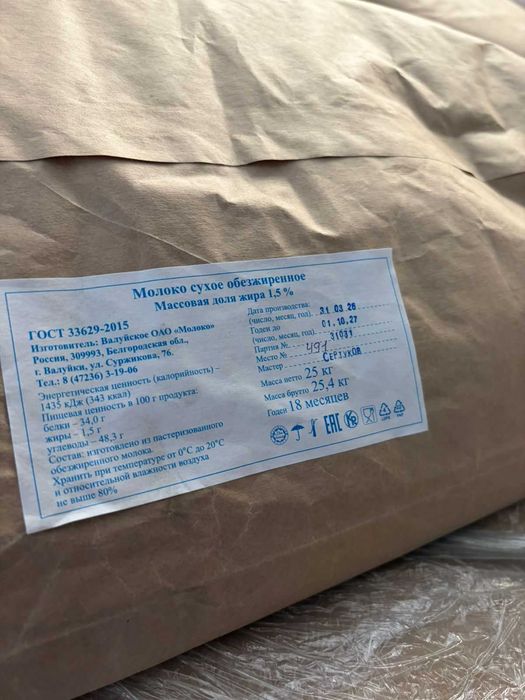 Молоко сухое обезжиренное
Массовая доля жира 1,5 %
ГОСТ 33629-2015
Изготовитель: Валуйское ОАО «Молоко»
Россия, 309993, Белгородская обл.,
г. Валуйки, ул. Суржикова, 76.
Тел.: 8 (47236) 3-19-06
Энергетическая ценность (калорийность) –
1435 кДж (343 ккал)
Пищевая ценность в 100 г продукта:
белки – 34,0 г
жиры – 1,5 г
углеводы – 48,3 г
Состав: изготовлено из пастеризованного
обезжиренного молока.
Хранить при температуре от 0°С до 20°С
и относительной влажности воздуха
не выше 80%
Дата производства:
(число, месяц, год) 31 03 26
Годен до
(число, месяц, год) 01.10.27
Партия № 31031
Место № 491
Мастер СЕРГУКОВ
Масса нетто 25 кг
Масса брутто 25,4 кг
Годен 18 месяцев
EAC